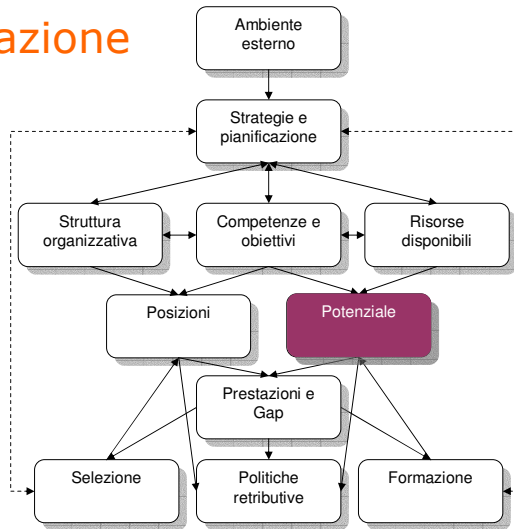 azione
Ambiente
esterno
Strategie e
pianificazione
Struttura
organizzativa
Competenze e
obiettivi
Risorse
disponibili
Posizioni
Potenziale
Prestazioni e
Gap
Selezione
Politiche
retributive
Formazione